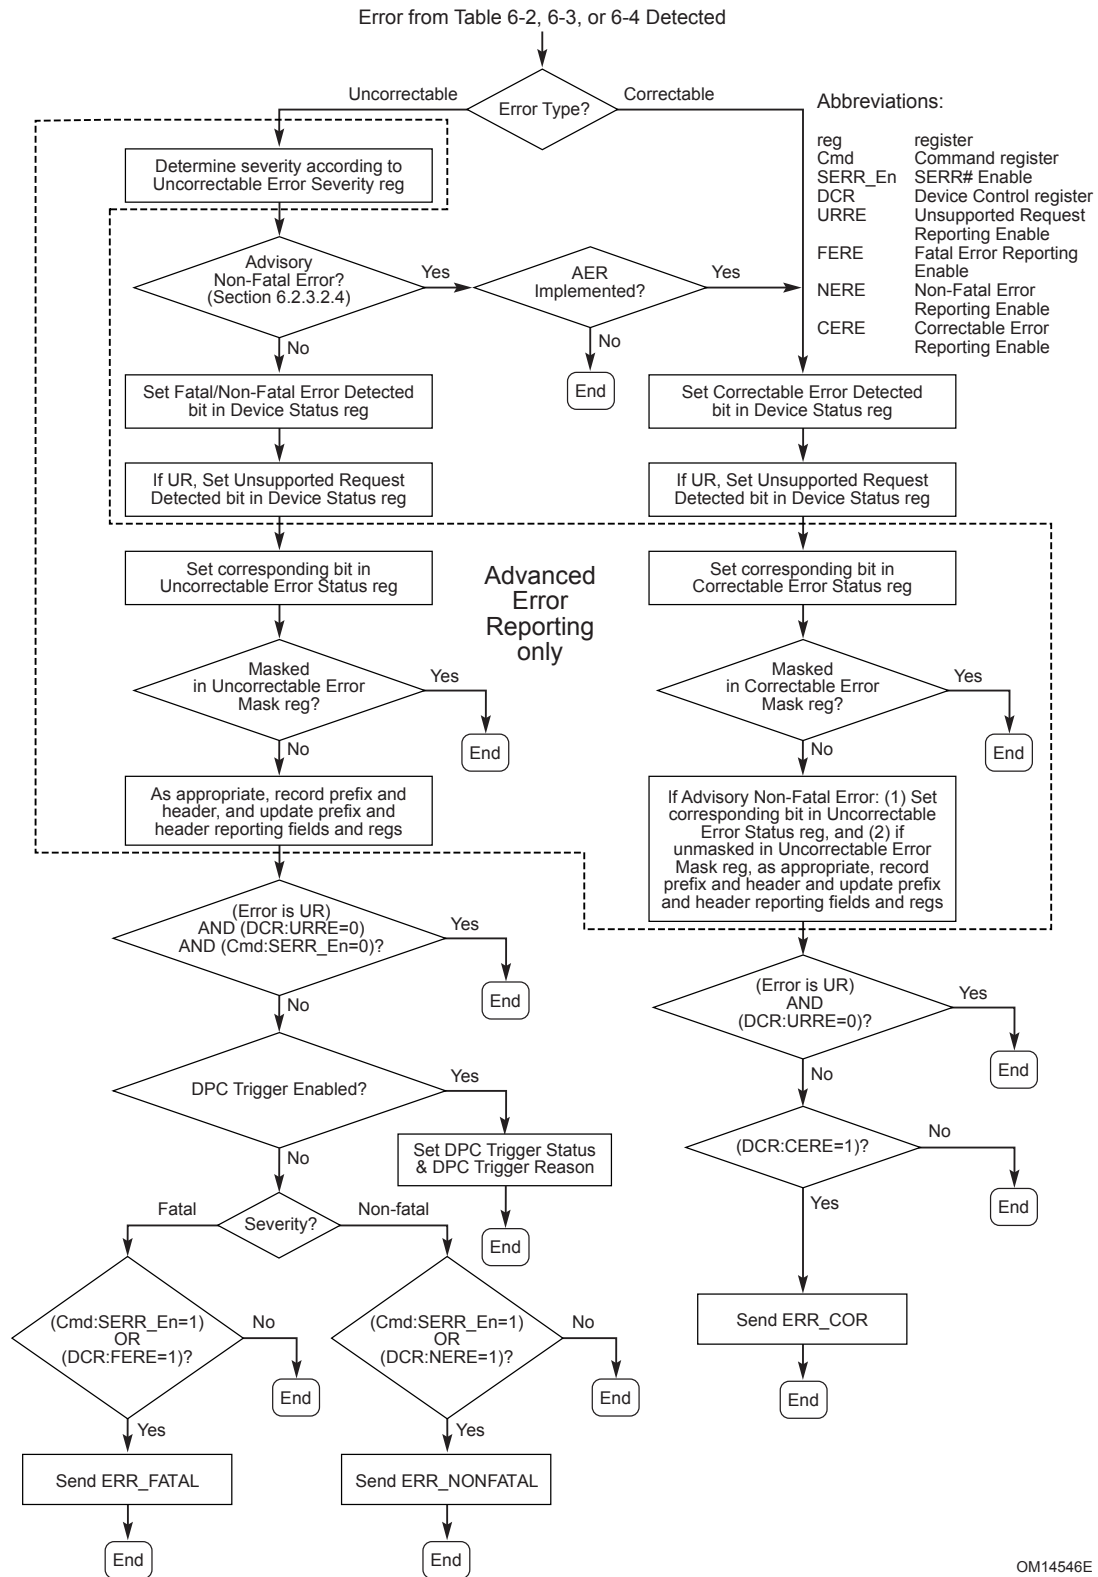 Error from Table 6-2, 6-3, or 6-4 Detected
Error Type?
Uncorrectable
Correctable
Abbreviations:
reg register
Cmd Command register
SERR_En SERR# Enable
DCR Device Control register
URRE Unsupported Request
Reporting Enable
FERE Fatal Error Reporting
Enable
NERE Non-Fatal Error
Reporting Enable
CERE Correctable Error
Reporting Enable
Determine severity according to
Uncorrectable Error Severity reg
Advisory
Non-Fatal Error?
(Section 6.2.3.2.4)
Yes
AER
Implemented?
Yes
No
No
End
Set Fatal/Non-Fatal Error Detected
bit in Device Status reg
Set Correctable Error Detected
bit in Device Status reg
If UR, Set Unsupported Request
Detected bit in Device Status reg
If UR, Set Unsupported Request
Detected bit in Device Status reg
Set corresponding bit in
Uncorrectable Error Status reg
Advanced
Error
Reporting
only
Set corresponding bit in
Correctable Error Status reg
Masked
in Uncorrectable Error
Mask reg?
Yes
End
No
Masked
in Correctable Error
Mask reg?
Yes
End
No
As appropriate, record prefix and
header, and update prefix and
header reporting fields and regs
If Advisory Non-Fatal Error: (1) Set
corresponding bit in Uncorrectable
Error Status reg, and (2) if
unmasked in Uncorrectable Error
Mask reg, as appropriate, record
prefix and header and update prefix
and header reporting fields and regs
(Error is UR)
AND (DCR:URRE=0)
AND (Cmd:SERR_En=0)?
Yes
End
No
(Error is UR)
AND
(DCR:URRE=0)?
Yes
End
No
DPC Trigger Enabled?
Yes
Set DPC Trigger Status
& DPC Trigger Reason
End
No
(DCR:CERE=1)?
No
End
Yes
Severity?
Fatal
Non-fatal
(Cmd:SERR_En=1)
OR
(DCR:FERE=1)?
No
End
Yes
(Cmd:SERR_En=1)
OR
(DCR:NERE=1)?
No
End
Yes
Send ERR_COR
End
Send ERR_FATAL
End
Send ERR_NONFATAL
End
OM14546E